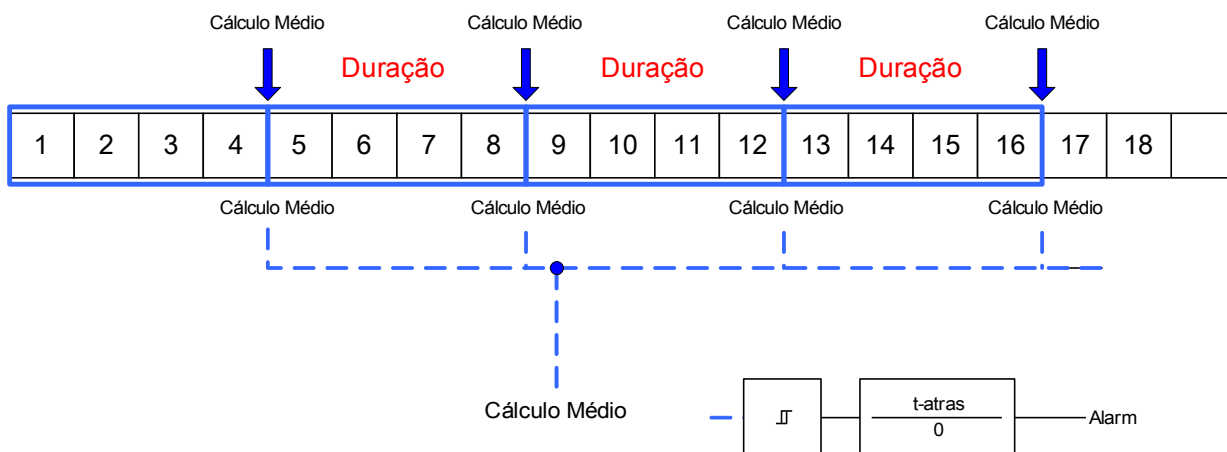 Cálculo Médio Cálculo Médio Cálculo Médio Cálculo Médio
Duração Duração Duração
1 2 3 4 5 6 7 8 9 10 11 12 13 14 15 16 17 18
Cálculo Médio Cálculo Médio Cálculo Médio Cálculo Médio
Cálculo Médio
t-atras
0
Alarm